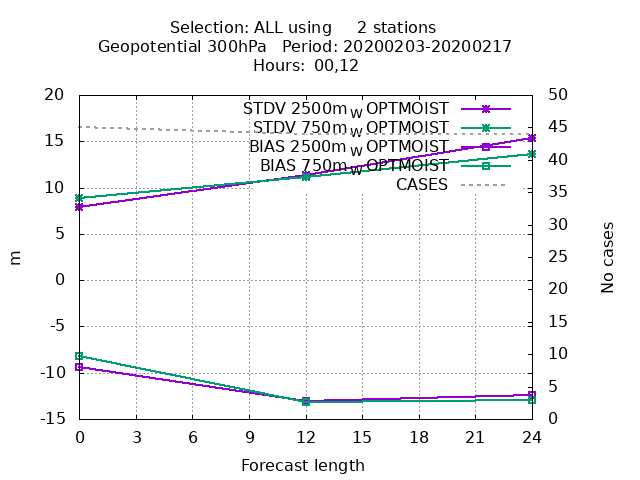 Selection: ALL using 2 stations
Geopotential 300hPa Period: 20200203-20200217
Hours: 00,12
20 50
STDV 2500m W OPTMOIST
STDV 750m W OPTMOIST 45
15
BIAS 2500m W OPTMOIST
BIAS 750m W OPTMOIST 40
CASES
10 35
30
5
25
m No cases
0
20
-5 15
10
-10
5
-15 0
0 3 6 9 12 15 18 21 24
Forecast length